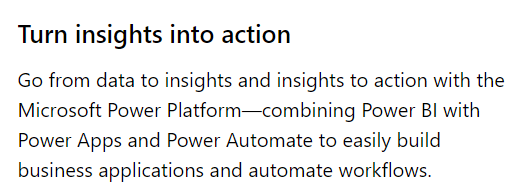 Turn insights into action
Go from data to insights and insights to action with the
Microsoft Power Platform—combining Power BI with
Power Apps and Power Automate to easily build
business applications and automate workflows.